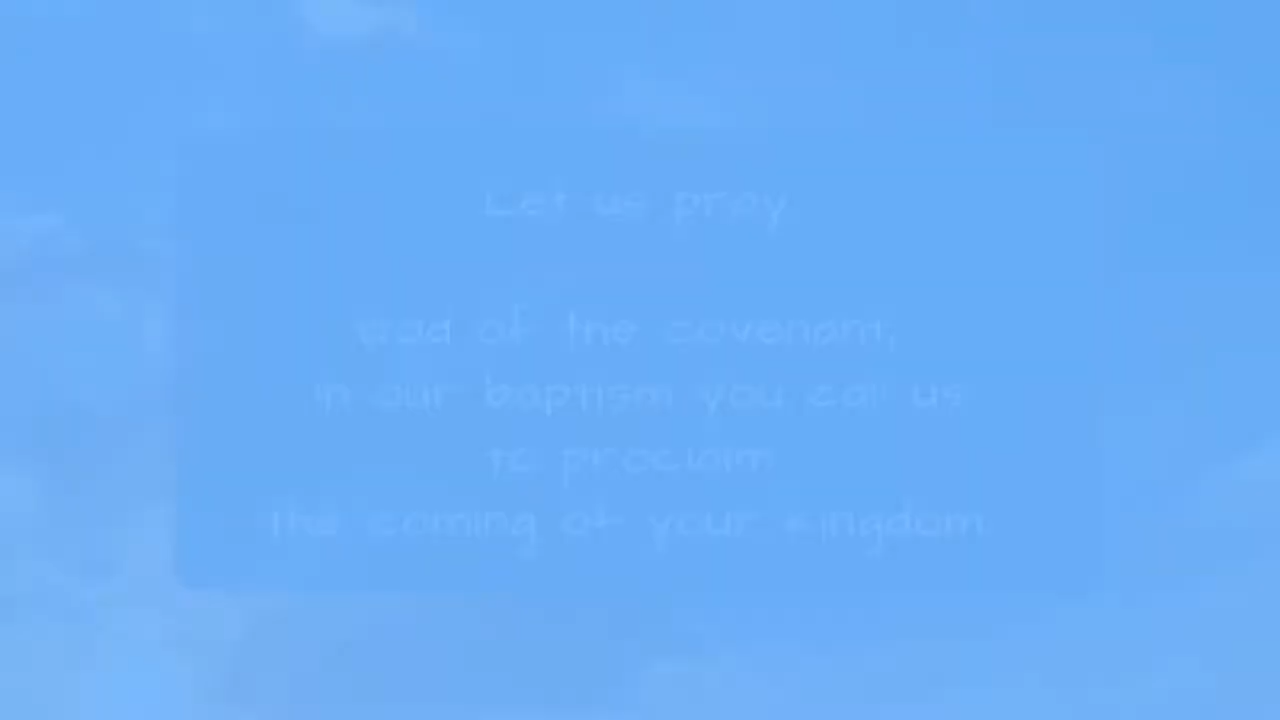 Let us pray
God of the covenant,
in our baptism you call us
to proclaim
the coming of your kingdom